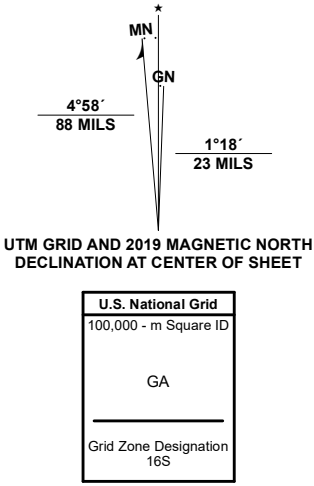 ★
MN
GN
4°58´
88 MILS
1°18´
23 MILS
UTM GRID AND 2019 MAGNETIC NORTH
DECLINATION AT CENTER OF SHEET
U.S. National Grid
100,000 - m Square ID
GA
Grid Zone Designation
16S